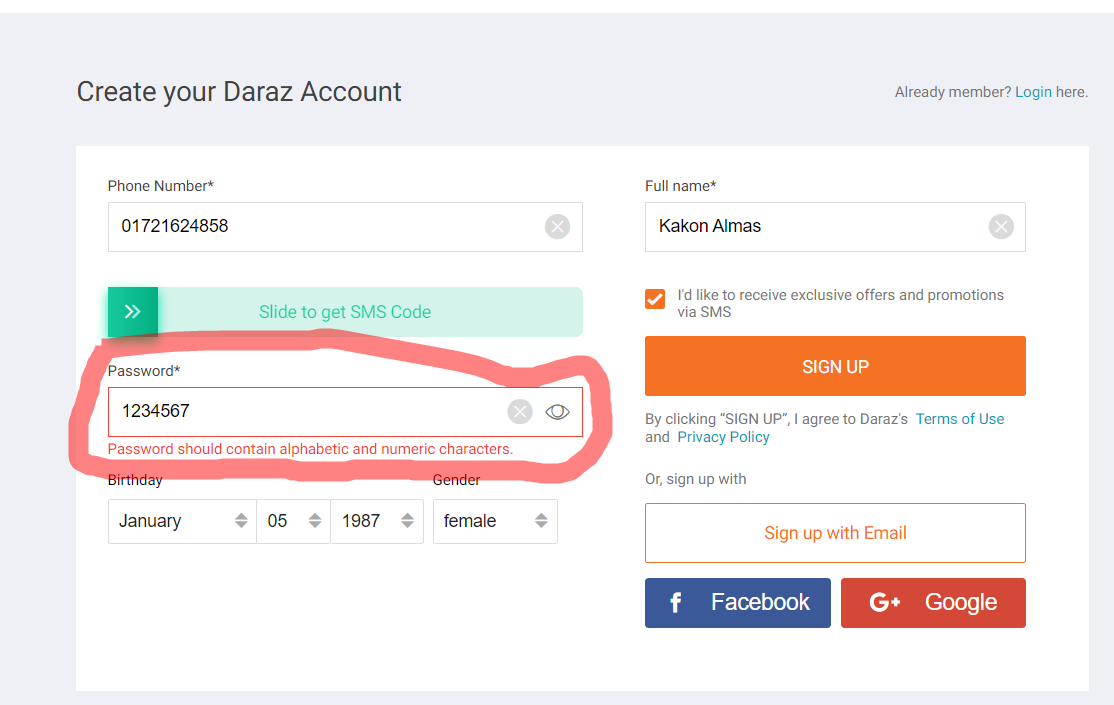 Create your Daraz Account
Already member? Login here.
Phone Number*
01721624858
Slide to get SMS Code
Password*
1234567
Password should contain alphabetic and numeric characters.
Birthday
Gender
January 05 1987 female
Full name*
Kakon Almas
I'd like to receive exclusive offers and promotions
via SMS
SIGN UP
By clicking “SIGN UP”, I agree to Daraz's Terms of Use
and Privacy Policy
Or, sign up with
Sign up with Email
f Facebook
G+ Google